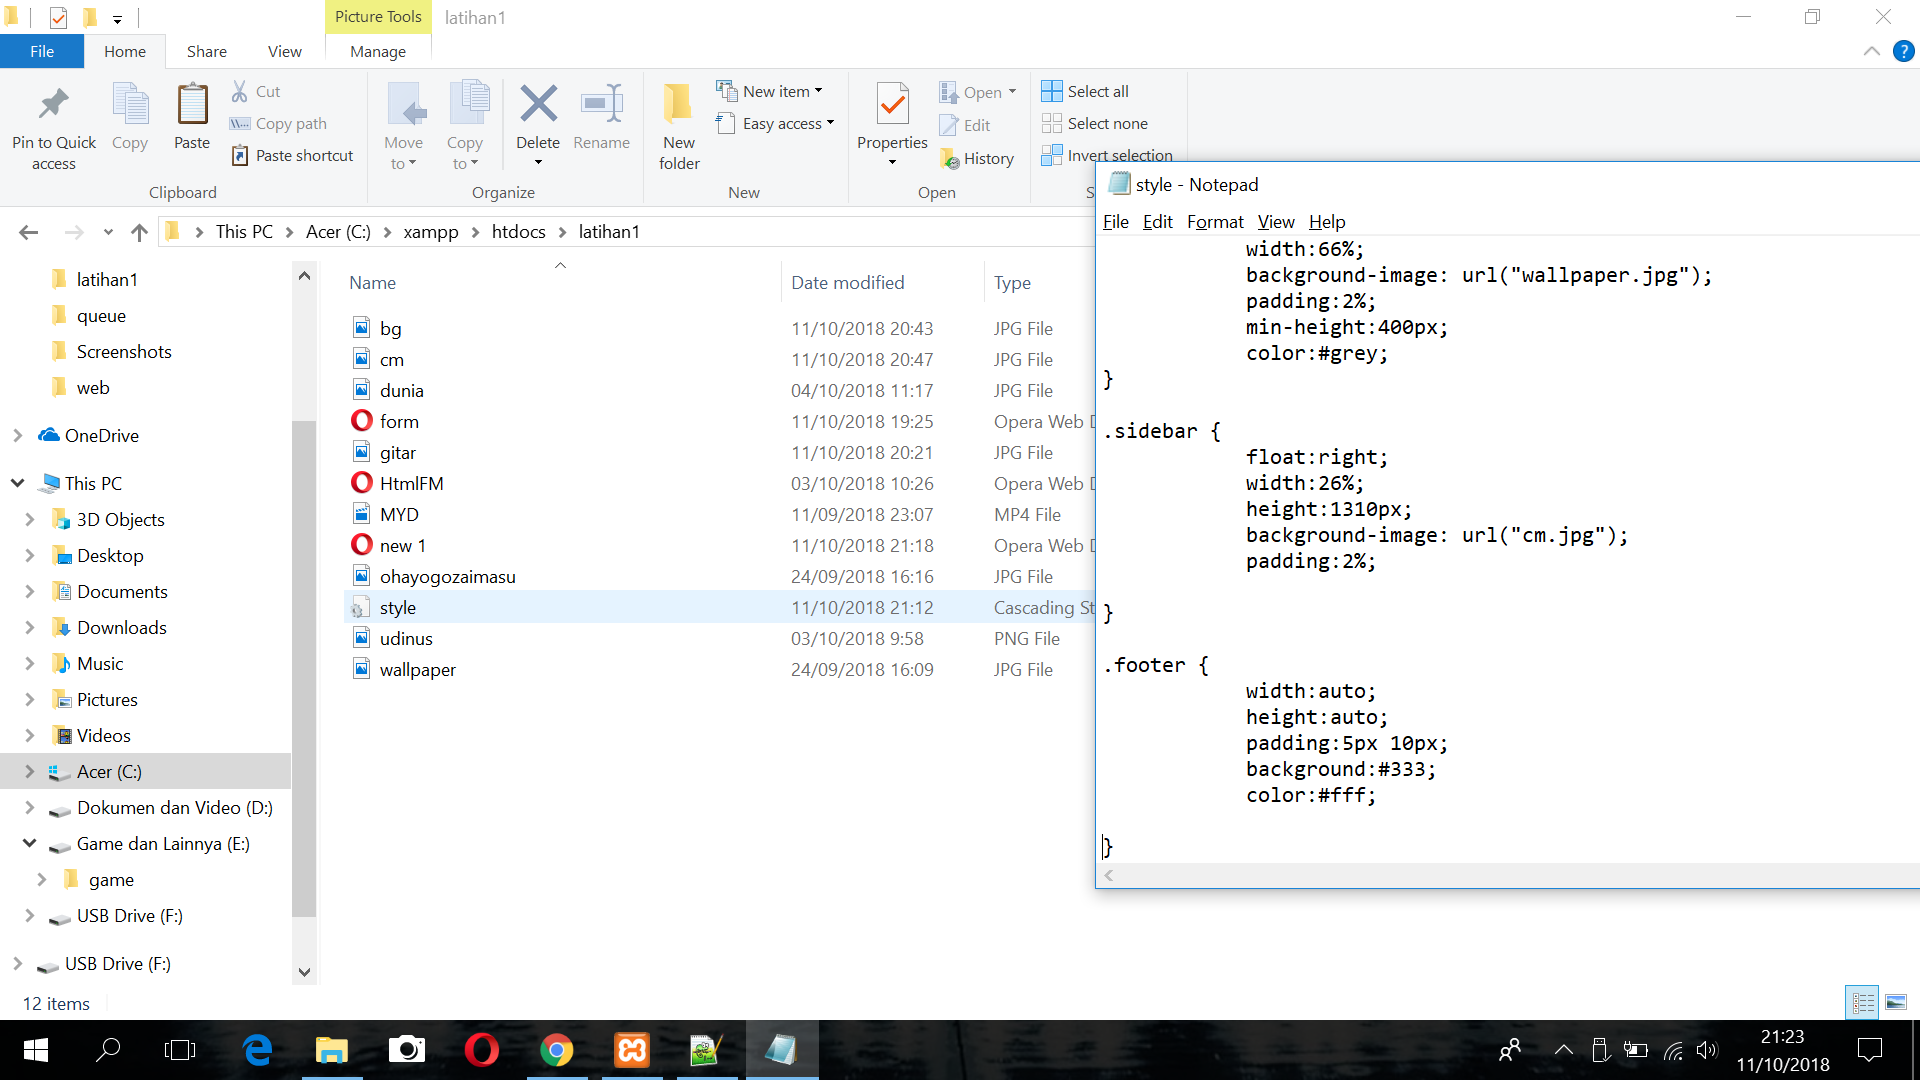 Picture Tools
latihan1
File
Home
Share
View
Manage
Pin to Quick access
Copy
Paste
Cut
Copy path
Paste shortcut
Clipboard
Move to
Copy to
Delete
Rename
Organize
New folder
New item
Easy access
New
Properties
Open
Edit
History
Open
Select all
Select none
Invert selection
S
This PC
Acer (C:)
xampp
htdocs
latihan1
latihan1
queue
Screenshots
web
OneDrive
This PC
3D Objects
Desktop
Documents
Downloads
Music
Pictures
Videos
Acer (C:)
Dokumen dan Video (D:)
Game dan Lainnya (E:)
game
USB Drive (F:)
USB Drive (F:)
12 items
Name Date modified Type
bg 11/10/2018 20:43 JPG File
cm 11/10/2018 20:47 JPG File
dunia 04/10/2018 11:17 JPG File
form 11/10/2018 19:25 Opera Web D
gitar 11/10/2018 20:21 JPG File
HtmlFM 03/10/2018 10:26 Opera Web D
MYD 11/09/2018 23:07 MP4 File
new 1 11/10/2018 21:18 Opera Web D
ohayogozaimasu 24/09/2018 16:16 JPG File
style 11/10/2018 21:12 Cascading St
udinus 03/10/2018 9:58 PNG File
wallpaper 24/09/2018 16:09 JPG File
style - Notepad
File Edit Format View Help
width:66%;
background-image: url("wallpaper.jpg");
padding:2%;
min-height:400px;
color:#grey;
}
.sidebar {
float:right;
width:26%;
height:1310px;
background-image: url("cm.jpg");
padding:2%;
}
.footer {
width:auto;
height:auto;
padding:5px 10px;
background:#333;
color:#fff;
}
21:23
11/10/2018